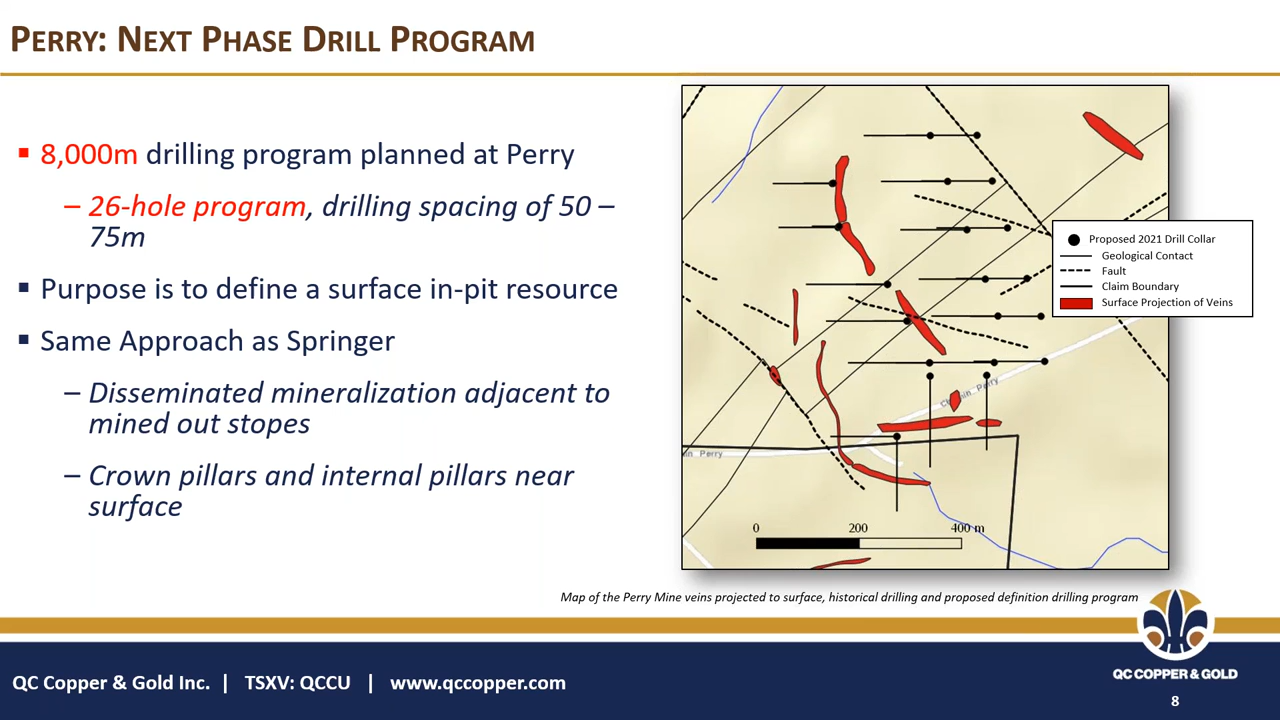 PERRY: NEXT PHASE DRILL PROGRAM
▪ 8,000m drilling program planned at Perry
– 26-hole program, drilling spacing of 50 –
75m
▪ Purpose is to define a surface in-pit resource
▪ Same Approach as Springer
– Disseminated mineralization adjacent to
mined out stopes
– Crown pillars and internal pillars near
surface
Proposed 2021 Drill Collar
Geological Contact
Fault
Claim Boundary
Surface Projection of Veins
Perry
Perry
0 200 400 m
Map of the Perry Mine veins projected to surface, historical drilling and proposed definition drilling program
QC Copper & Gold Inc. | TSXV: QCCU | www.qccopper.com
QC COPPER & GOLD
8